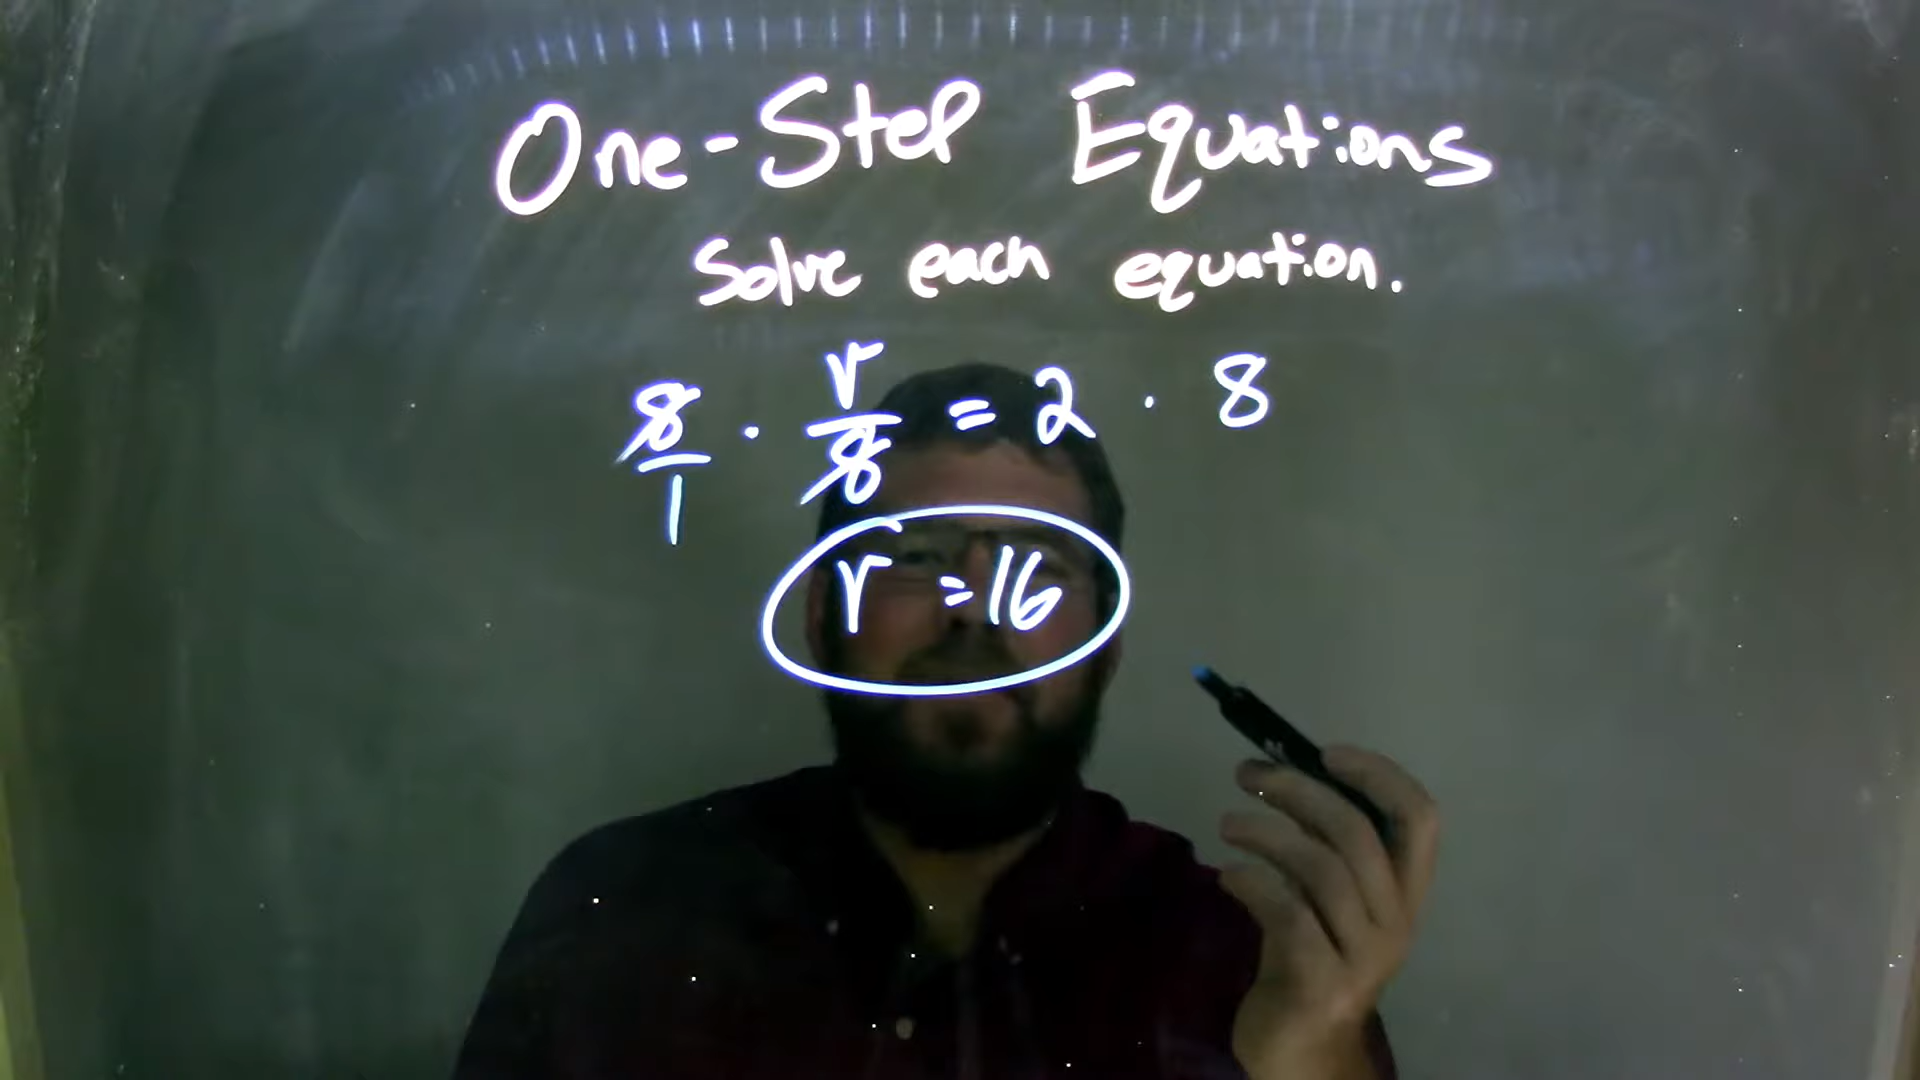 One-Step Equations
Solve each equation.
8/1 · r/8 = 2 · 8
r = 16